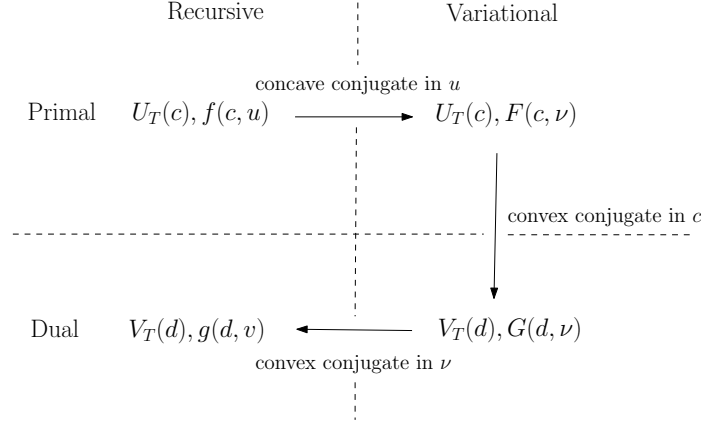 Recursive Variational
concave conjugate in u
Primal U_T(c), f(c, u) U_T(c), F(c, ν)
convex conjugate in c
Dual V_T(d), g(d, v) V_T(d), G(d, ν)
convex conjugate in ν